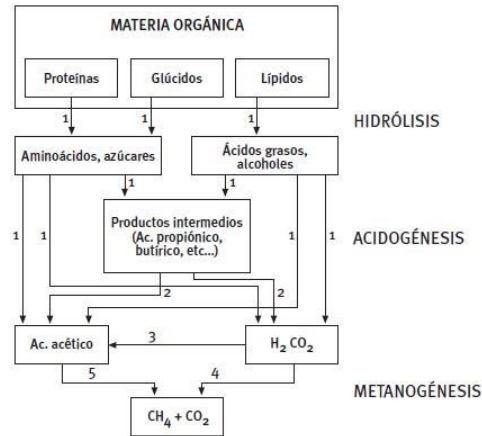 MATERIA ORGÁNICA
Proteínas
Glúcidos
Lípidos
1
1
1
HIDRÓLISIS
Aminoácidos, azúcares
Ácidos grasos,
alcoholes
1
1
Productos intermedios
(Ac. propiónico,
butírico, etc...)
1
1
1
1
ACIDOGÉNESIS
2
2
Ac. acético
3
H2 CO2
5
4
METANOGÉNESIS
CH4 + CO2